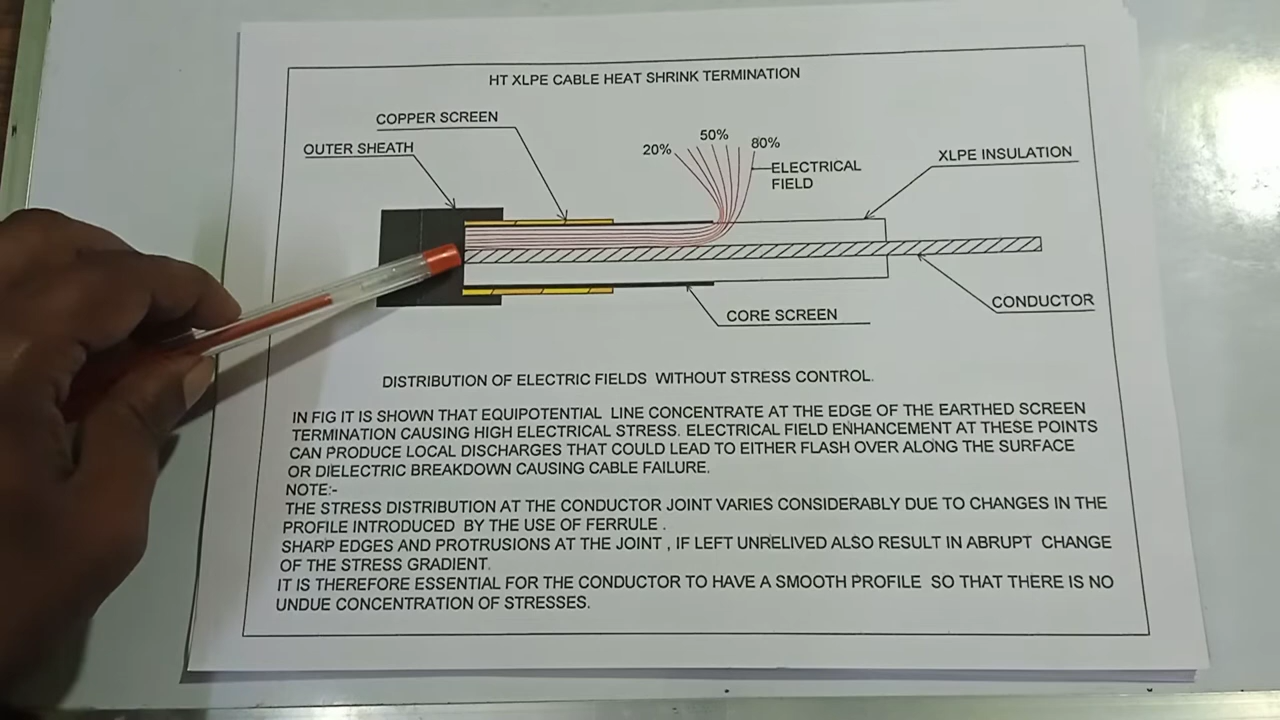 HT XLPE CABLE HEAT SHRINK TERMINATION
COPPER SCREEN
OUTER SHEATH
20%
50%
80%
ELECTRICAL
FIELD
XLPE INSULATION
CONDUCTOR
CORE SCREEN
DISTRIBUTION OF ELECTRIC FIELDS WITHOUT STRESS CONTROL.
IN FIG IT IS SHOWN THAT EQUIPOTENTIAL LINE CONCENTRATE AT THE EDGE OF THE EARTHED SCREEN
TERMINATION CAUSING HIGH ELECTRICAL STRESS. ELECTRICAL FIELD ENHANCEMENT AT THESE POINTS
CAN PRODUCE LOCAL DISCHARGES THAT COULD LEAD TO EITHER FLASH OVER ALONG THE SURFACE
OR DIELECTRIC BREAKDOWN CAUSING CABLE FAILURE.
NOTE:-
THE STRESS DISTRIBUTION AT THE CONDUCTOR JOINT VARIES CONSIDERABLY DUE TO CHANGES IN THE
PROFILE INTRODUCED BY THE USE OF FERRULE .
SHARP EDGES AND PROTRUSIONS AT THE JOINT , IF LEFT UNRELIVED ALSO RESULT IN ABRUPT CHANGE
OF THE STRESS GRADIENT.
IT IS THEREFORE ESSENTIAL FOR THE CONDUCTOR TO HAVE A SMOOTH PROFILE SO THAT THERE IS NO
UNDUE CONCENTRATION OF STRESSES.